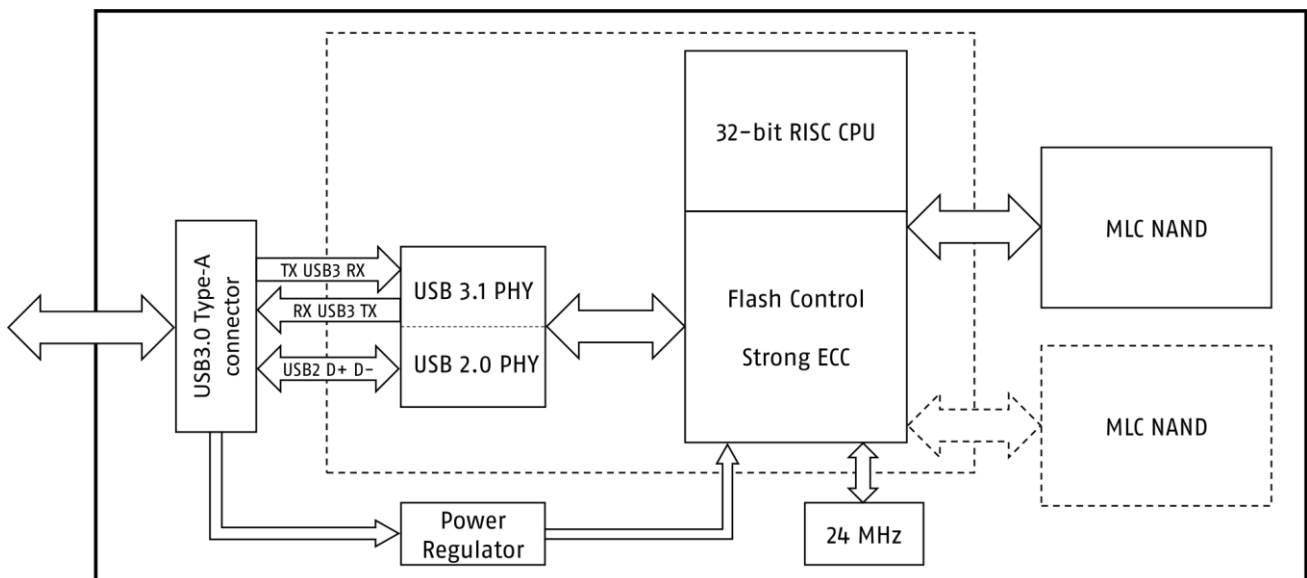 32-bit RISC CPU
MLC NAND
USB3.0 Type-A
connector
TX USB3 RX
RX USB3 TX
USB2 D+ D-
USB 3.1 PHY
USB 2.0 PHY
Flash Control
Strong ECC
MLC NAND
Power
Regulator
24 MHz